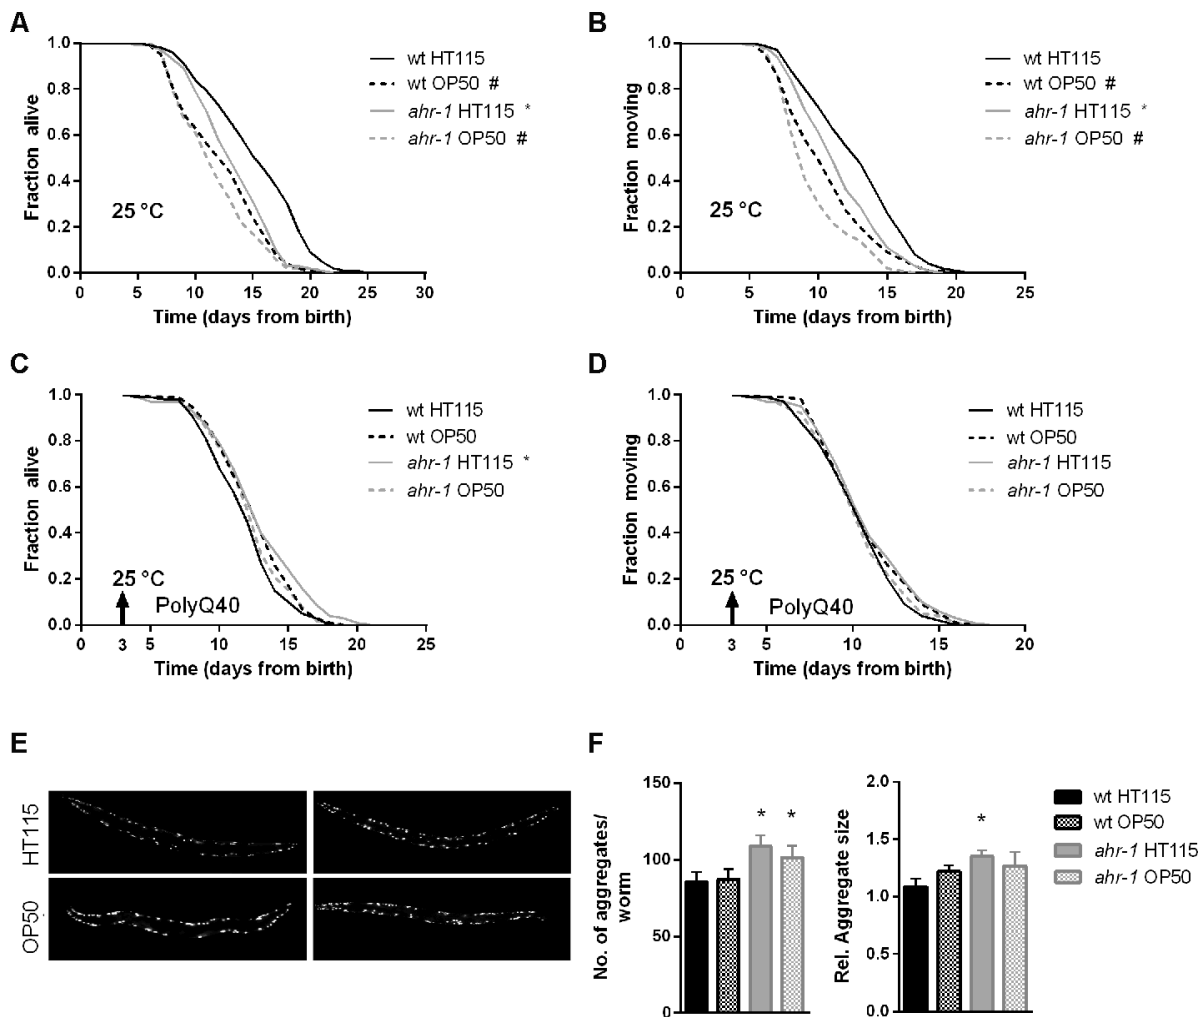 A
Fraction alive
1.0
0.8
0.6
0.4
0.2
0.0
0
5
10
15
20
25
30
Time (days from birth)
25 °C
wt HT115
wt OP50 #
ahr-1 HT115 *
ahr-1 OP50 #
B
Fraction moving
1.0
0.8
0.6
0.4
0.2
0.0
0
5
10
15
20
25
Time (days from birth)
25 °C
wt HT115
wt OP50 #
ahr-1 HT115 *
ahr-1 OP50 #
C
Fraction alive
1.0
0.8
0.6
0.4
0.2
0.0
0
3
5
10
15
20
25
Time (days from birth)
25 °C
PolyQ40
wt HT115
wt OP50
ahr-1 HT115 *
ahr-1 OP50
D
Fraction moving
1.0
0.8
0.6
0.4
0.2
0.0
0
3
5
10
15
20
Time (days from birth)
25 °C
PolyQ40
wt HT115
wt OP50
ahr-1 HT115
ahr-1 OP50
E
HT115
OP50
F
No. of aggregates/
worm
150
100
50
0
*
*
Rel. Aggregate size
2.0
1.5
1.0
0.5
0.0
*
wt HT115
wt OP50
ahr-1 HT115
ahr-1 OP50